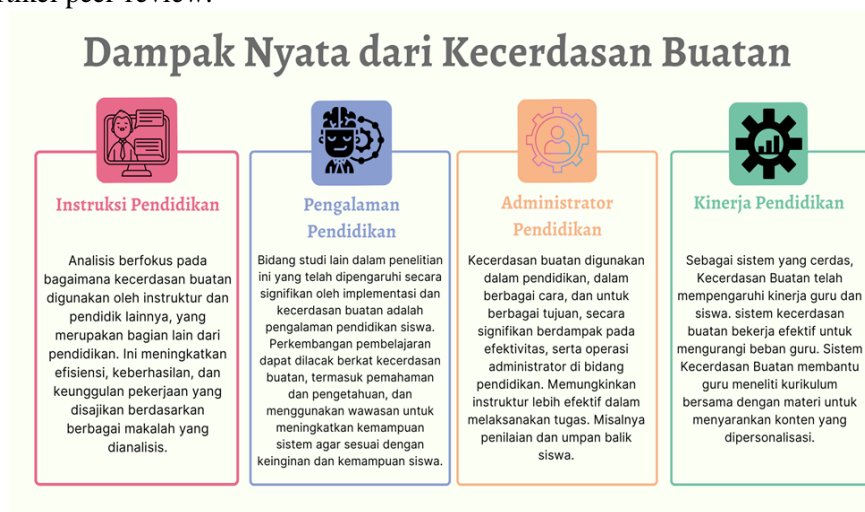 artikel peer-review.
Dampak Nyata dari Kecerdasan Buatan
Instruksi Pendidikan
Analisis berfokus pada
bagaimana kecerdasan buatan
digunakan oleh instruktur dan
pendidik lainnya, yang
merupakan bagian lain dari
pendidikan. Ini meningkatkan
efisiensi, keberhasilan, dan
keunggulan pekerjaan yang
disajikan berdasarkan
berbagai makalah yang
dianalisis.
Pengalaman
Pendidikan
Bidang studi lain dalam penelitian
ini yang telah dipengaruhi secara
signifikan oleh implementasi dan
kecerdasan buatan adalah
pengalaman pendidikan siswa.
Perkembangan pembelajaran
dapat dilacak berkat kecerdasan
buatan, termasuk pemahaman
dan pengetahuan, dan
menggunakan wawasan untuk
meningkatkan kemampuan
sistem agar sesuai dengan
keinginan dan kemampuan siswa.
Administrator
Pendidikan
Kecerdasan buatan digunakan
dalam pendidikan, dalam
berbagai cara, dan untuk
berbagai tujuan, secara
signifikan berdampak pada
efektivitas, serta operasi
administrator di bidang
pendidikan. Memungkinkan
instruktur lebih efektif dalam
melaksanakan tugas. Misalnya
penilaian dan umpan balik
siswa.
Kinerja Pendidikan
Sebagai sistem yang cerdas,
Kecerdasan Buatan telah
mempengaruhi kinerja guru dan
siswa. sistem kecerdasan
buatan bekerja efektif untuk
mengurangi beban guru. Sistem
Kecerdasan Buatan membantu
guru meneliti kurikulum
bersama dengan materi untuk
menyarankan konten yang
dipersonalisasi.